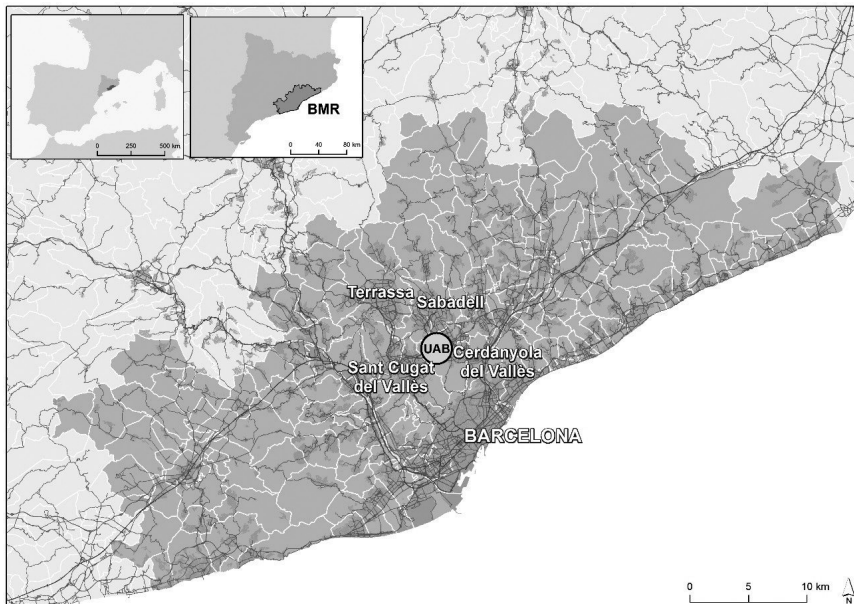 0 250 500 km
BMR
0 40 80 km
Terrassa
Sabadell
UAB
Cerdanyola
del Vallès
Sant Cugat
del Vallès
BARCELONA
0 5 10 km
N